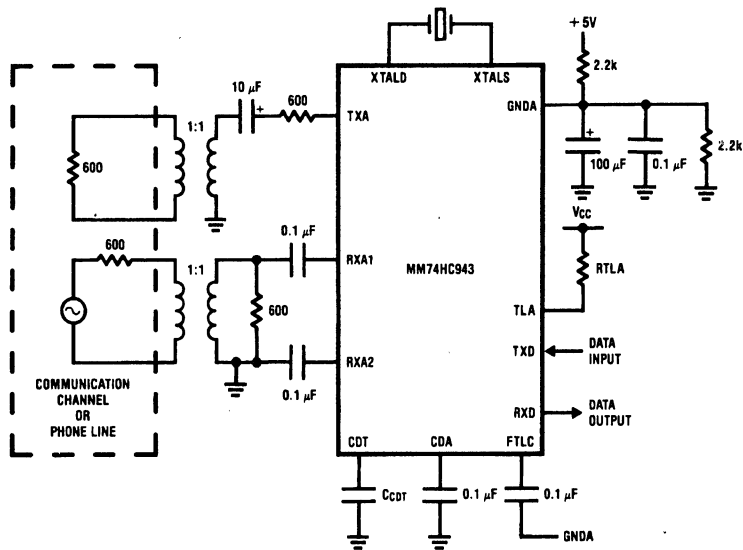 +5V
2.2k
XTALD
XTALS
10 µF
+
600
TXA
GNDA
1:1
600
+
100 µF
0.1 µF
2.2k
600
0.1 µF
VCC
1:1
RXA1
MM74HC943
RTLA
600
TLA
TXD
DATA
INPUT
RXA2
0.1 µF
COMMUNICATION
CHANNEL
OR
PHONE LINE
RXD
DATA
OUTPUT
CDT
CDA
FTLC
CCDT
0.1 µF
0.1 µF
GNDA